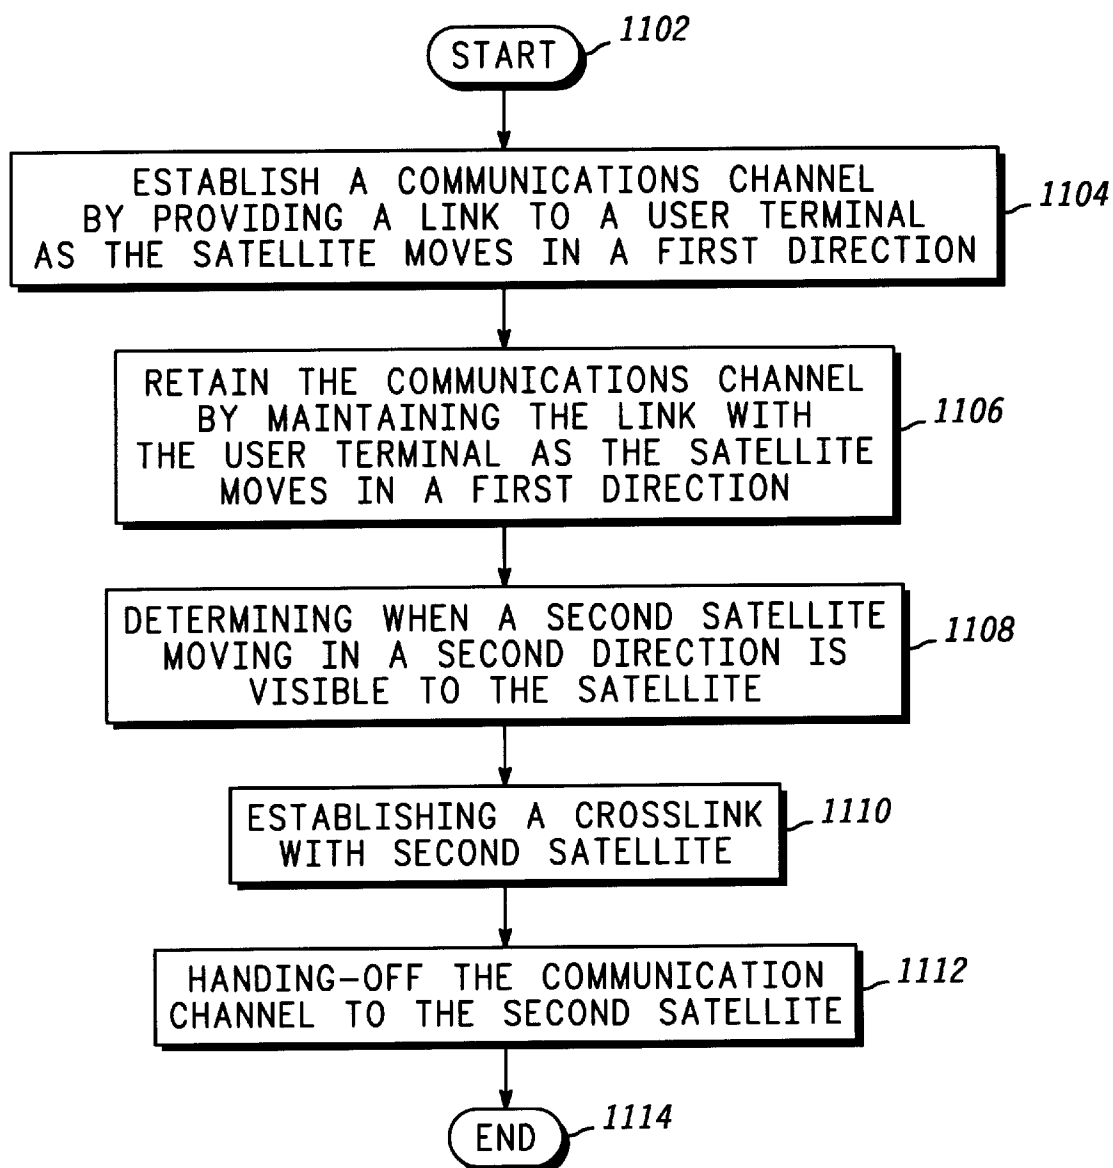 START
1102
ESTABLISH A COMMUNICATIONS CHANNEL
BY PROVIDING A LINK TO A USER TERMINAL
AS THE SATELLITE MOVES IN A FIRST DIRECTION
1104
RETAIN THE COMMUNICATIONS CHANNEL
BY MAINTAINING THE LINK WITH
THE USER TERMINAL AS THE SATELLITE
MOVES IN A FIRST DIRECTION
1106
DETERMINING WHEN A SECOND SATELLITE
MOVING IN A SECOND DIRECTION IS
VISIBLE TO THE SATELLITE
1108
ESTABLISHING A CROSSLINK
WITH SECOND SATELLITE
1110
HANDING-OFF THE COMMUNICATION
CHANNEL TO THE SECOND SATELLITE
1112
END
1114